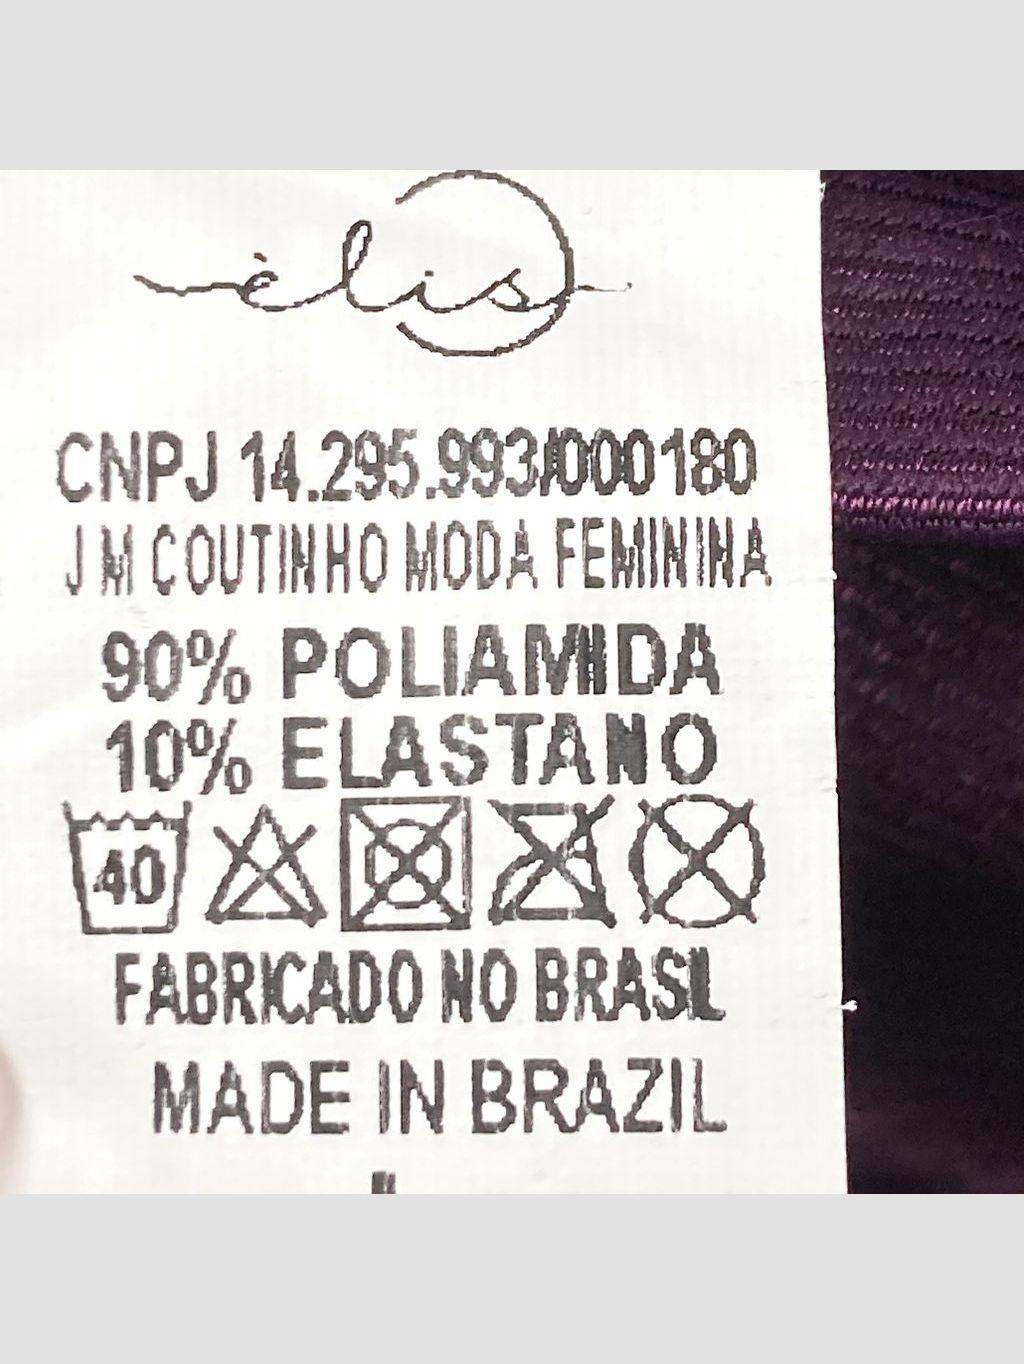 èlis
CNPJ 14.295.993/000180
J M COUTINHO MODA FEMININA
90% POLIAMIDA
10% ELASTANO
40
FABRICADO NO BRASIL
MADE IN BRAZIL